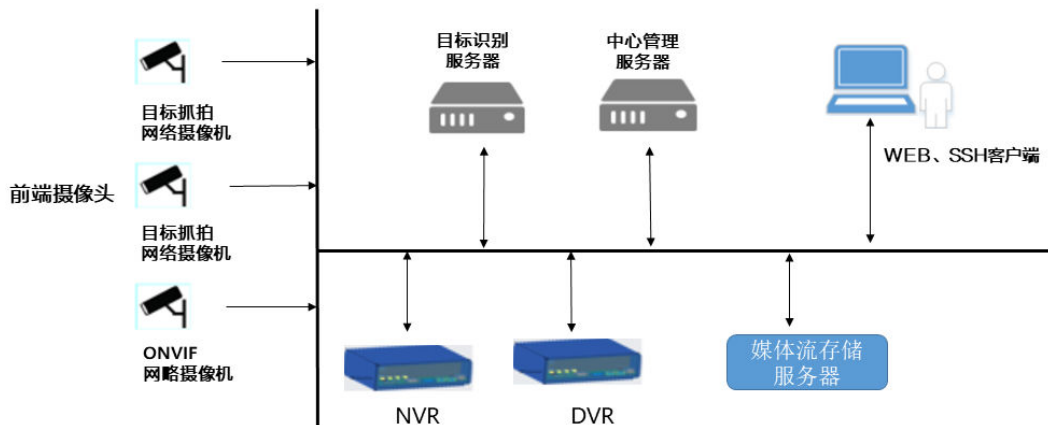 目标识别
服务器
中心管理
服务器
目标抓拍
网络摄像机
WEB、SSH客户端
前端摄像头
目标抓拍
网络摄像机
ONVIF
网略摄像机
媒体流存储
服务器
NVR
DVR